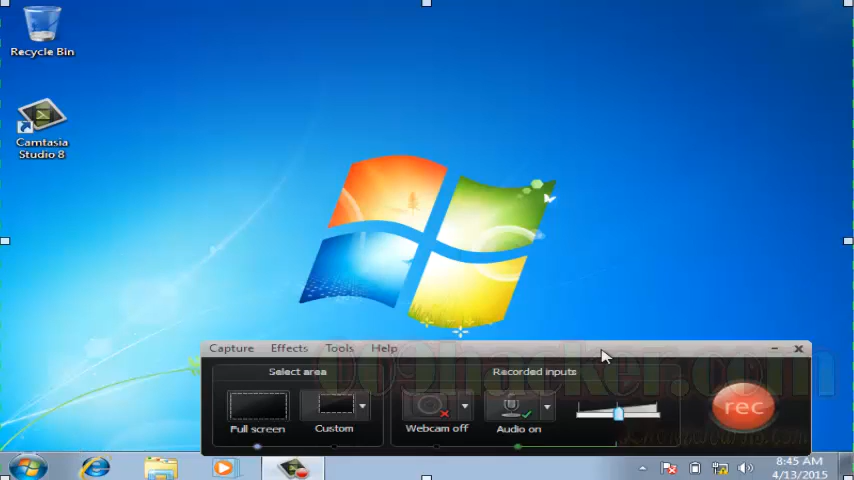 Recycle Bin
Camtasia
Studio 8
Capture Effects Tools Help
Select area
Recorded inputs
Full screen
Custom
Webcam off
Audio on
rec
8:45 AM
4/13/2015